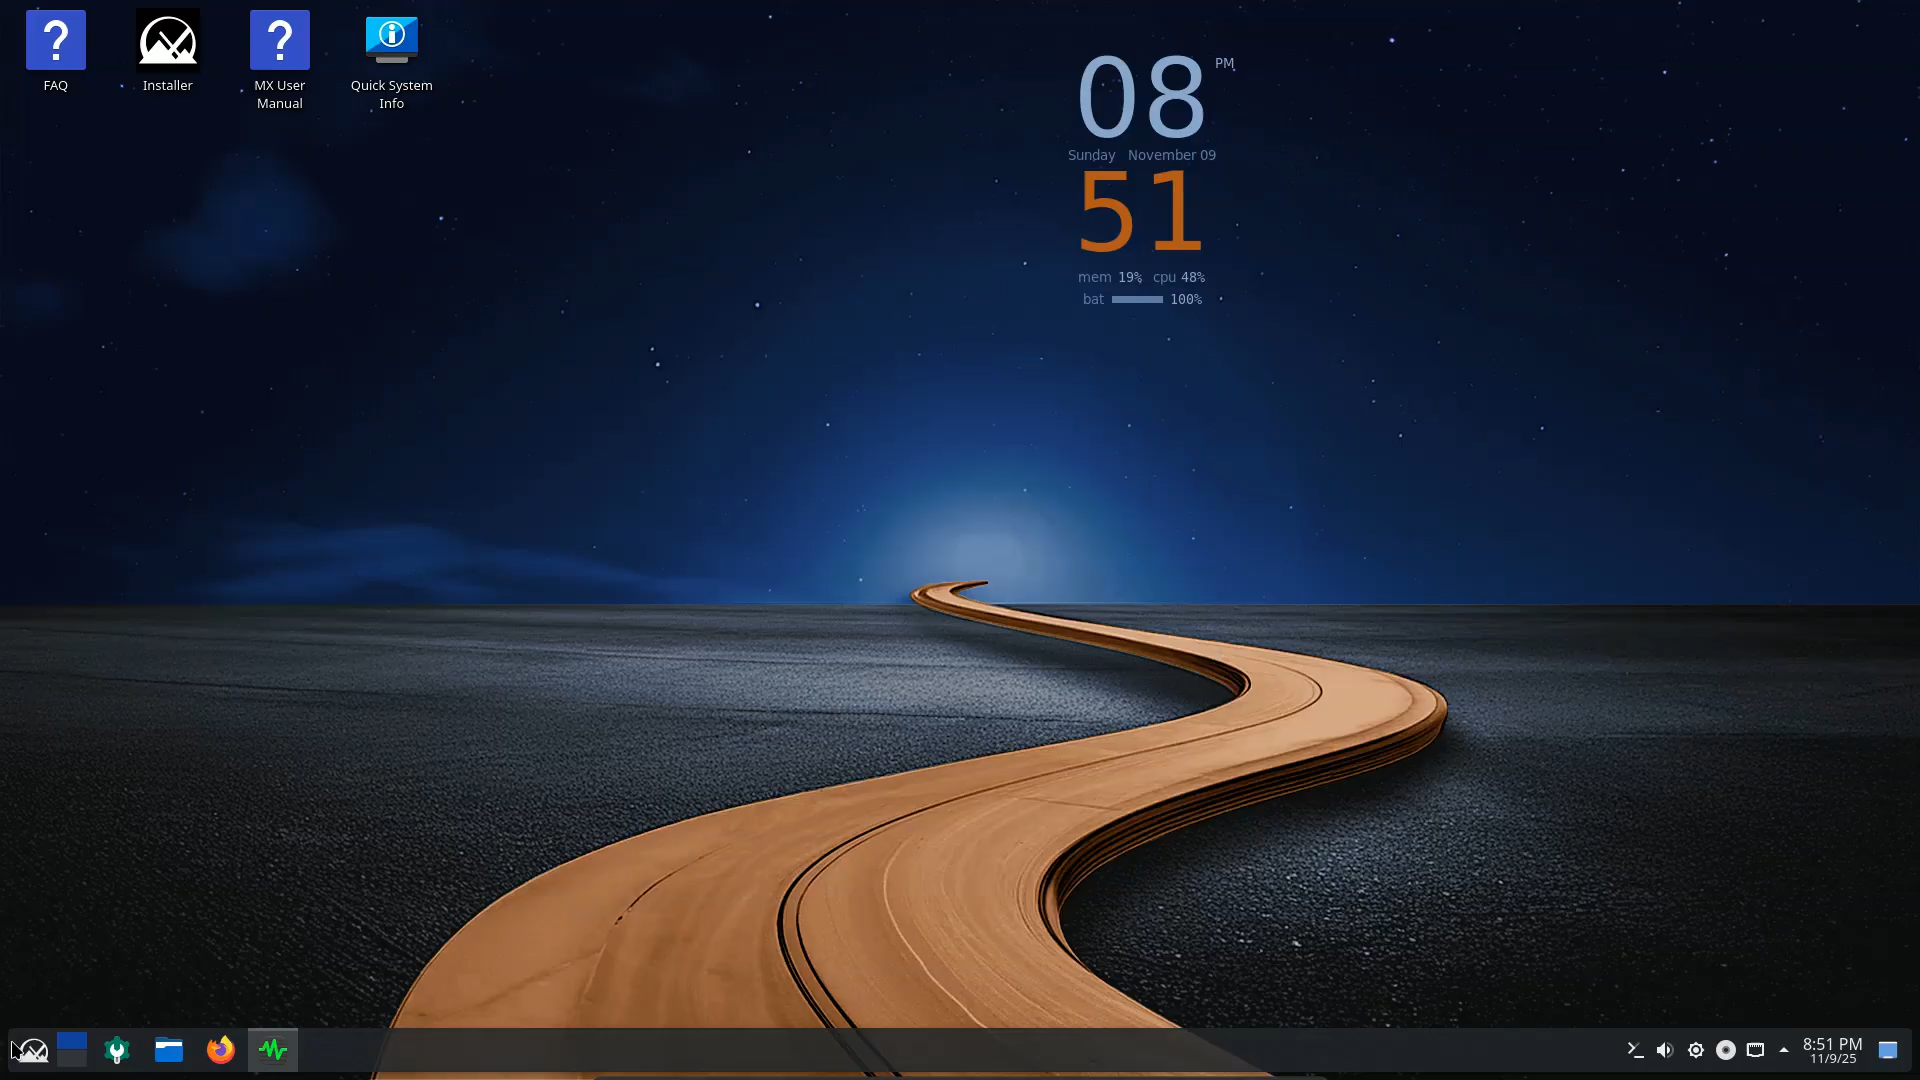 FAQ
Installer
MX User
Manual
Quick System
Info
08 PM
Sunday November 09
51
mem 19% cpu 48%
bat 100%
8:51 PM
11/9/25